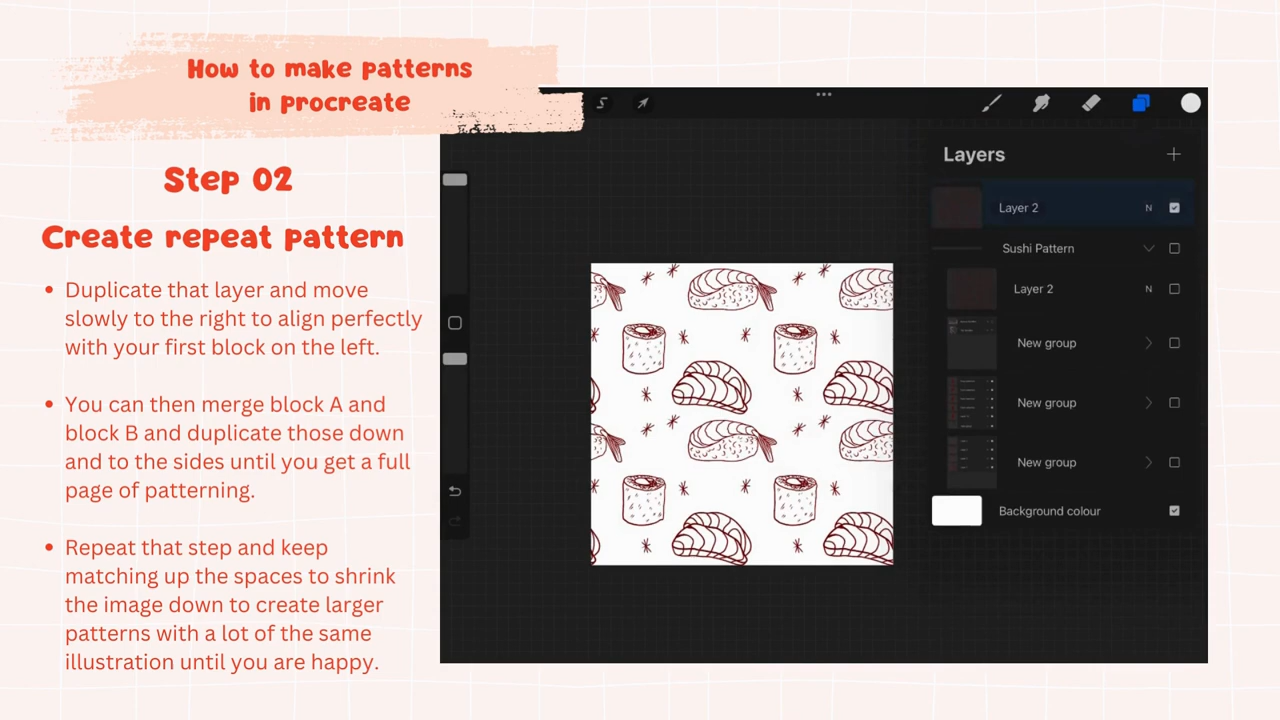 How to make patterns
in procreate
Step 02
Create repeat pattern
• Duplicate that layer and move
slowly to the right to align perfectly
with your first block on the left.
• You can then merge block A and
block B and duplicate those down
and to the sides until you get a full
page of patterning.
• Repeat that step and keep
matching up the spaces to shrink
the image down to create larger
patterns with a lot of the same
illustration until you are happy.
Layers
Layer 2 N
Sushi Pattern
Layer 2 N
New group
New group
New group
Background colour